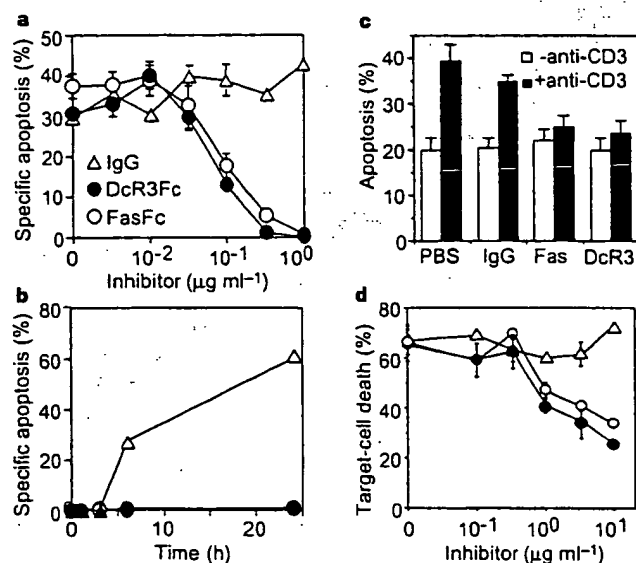 a
Specific apoptosis (%)
50
40
30
20
10
0
IgG
DcR3Fc
FasFc
0 10⁻² 10⁻¹ 10⁰
Inhibitor (µg ml⁻¹)
b
Specific apoptosis (%)
80
60
40
20
0
0 10 20
Time (h)
c
Apoptosis (%)
-anti-CD3
+anti-CD3
40
30
20
10
0
PBS IgG Fas DcR3
d
Target-cell death (%)
80
60
40
20
0
0 10⁻¹ 10⁰ 10¹
Inhibitor (µg ml⁻¹)